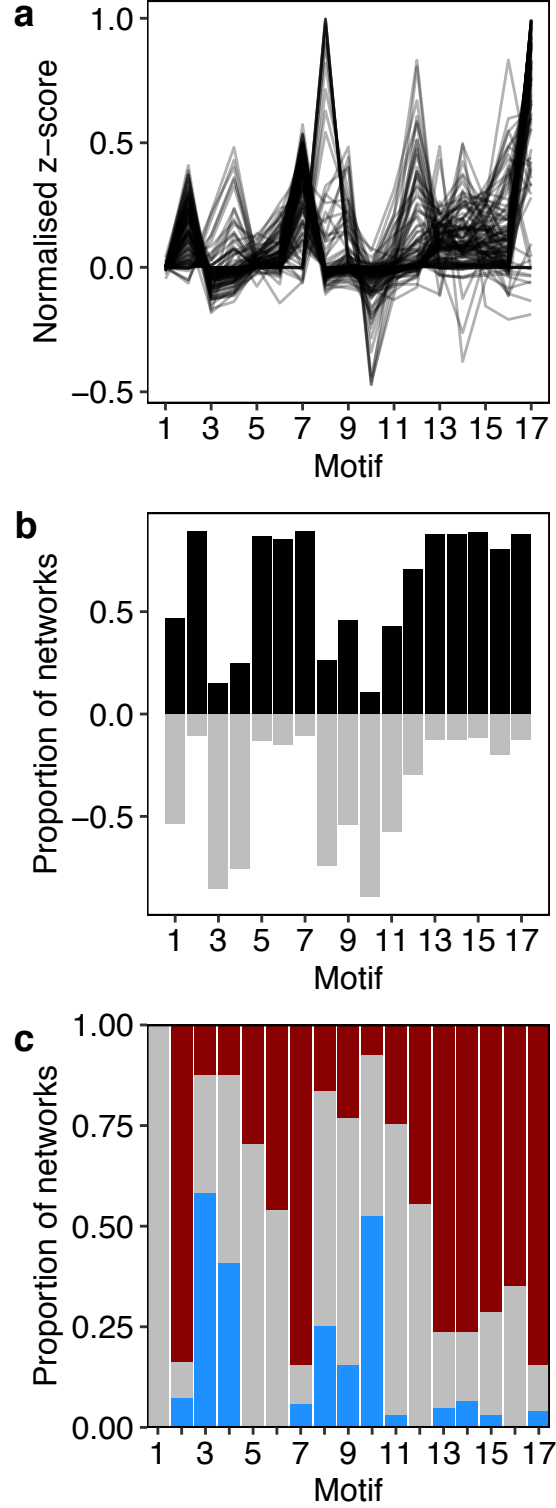 a
Normalised z−score
1.0
0.5
0.0
−0.5
1 3 5 7 9 11 13 15 17
Motif
b
Proportion of networks
0.5
0.0
−0.5
1 3 5 7 9 11 13 15 17
Motif
c
Proportion of networks
1.00
0.75
0.50
0.25
0.00
1 3 5 7 9 11 13 15 17
Motif